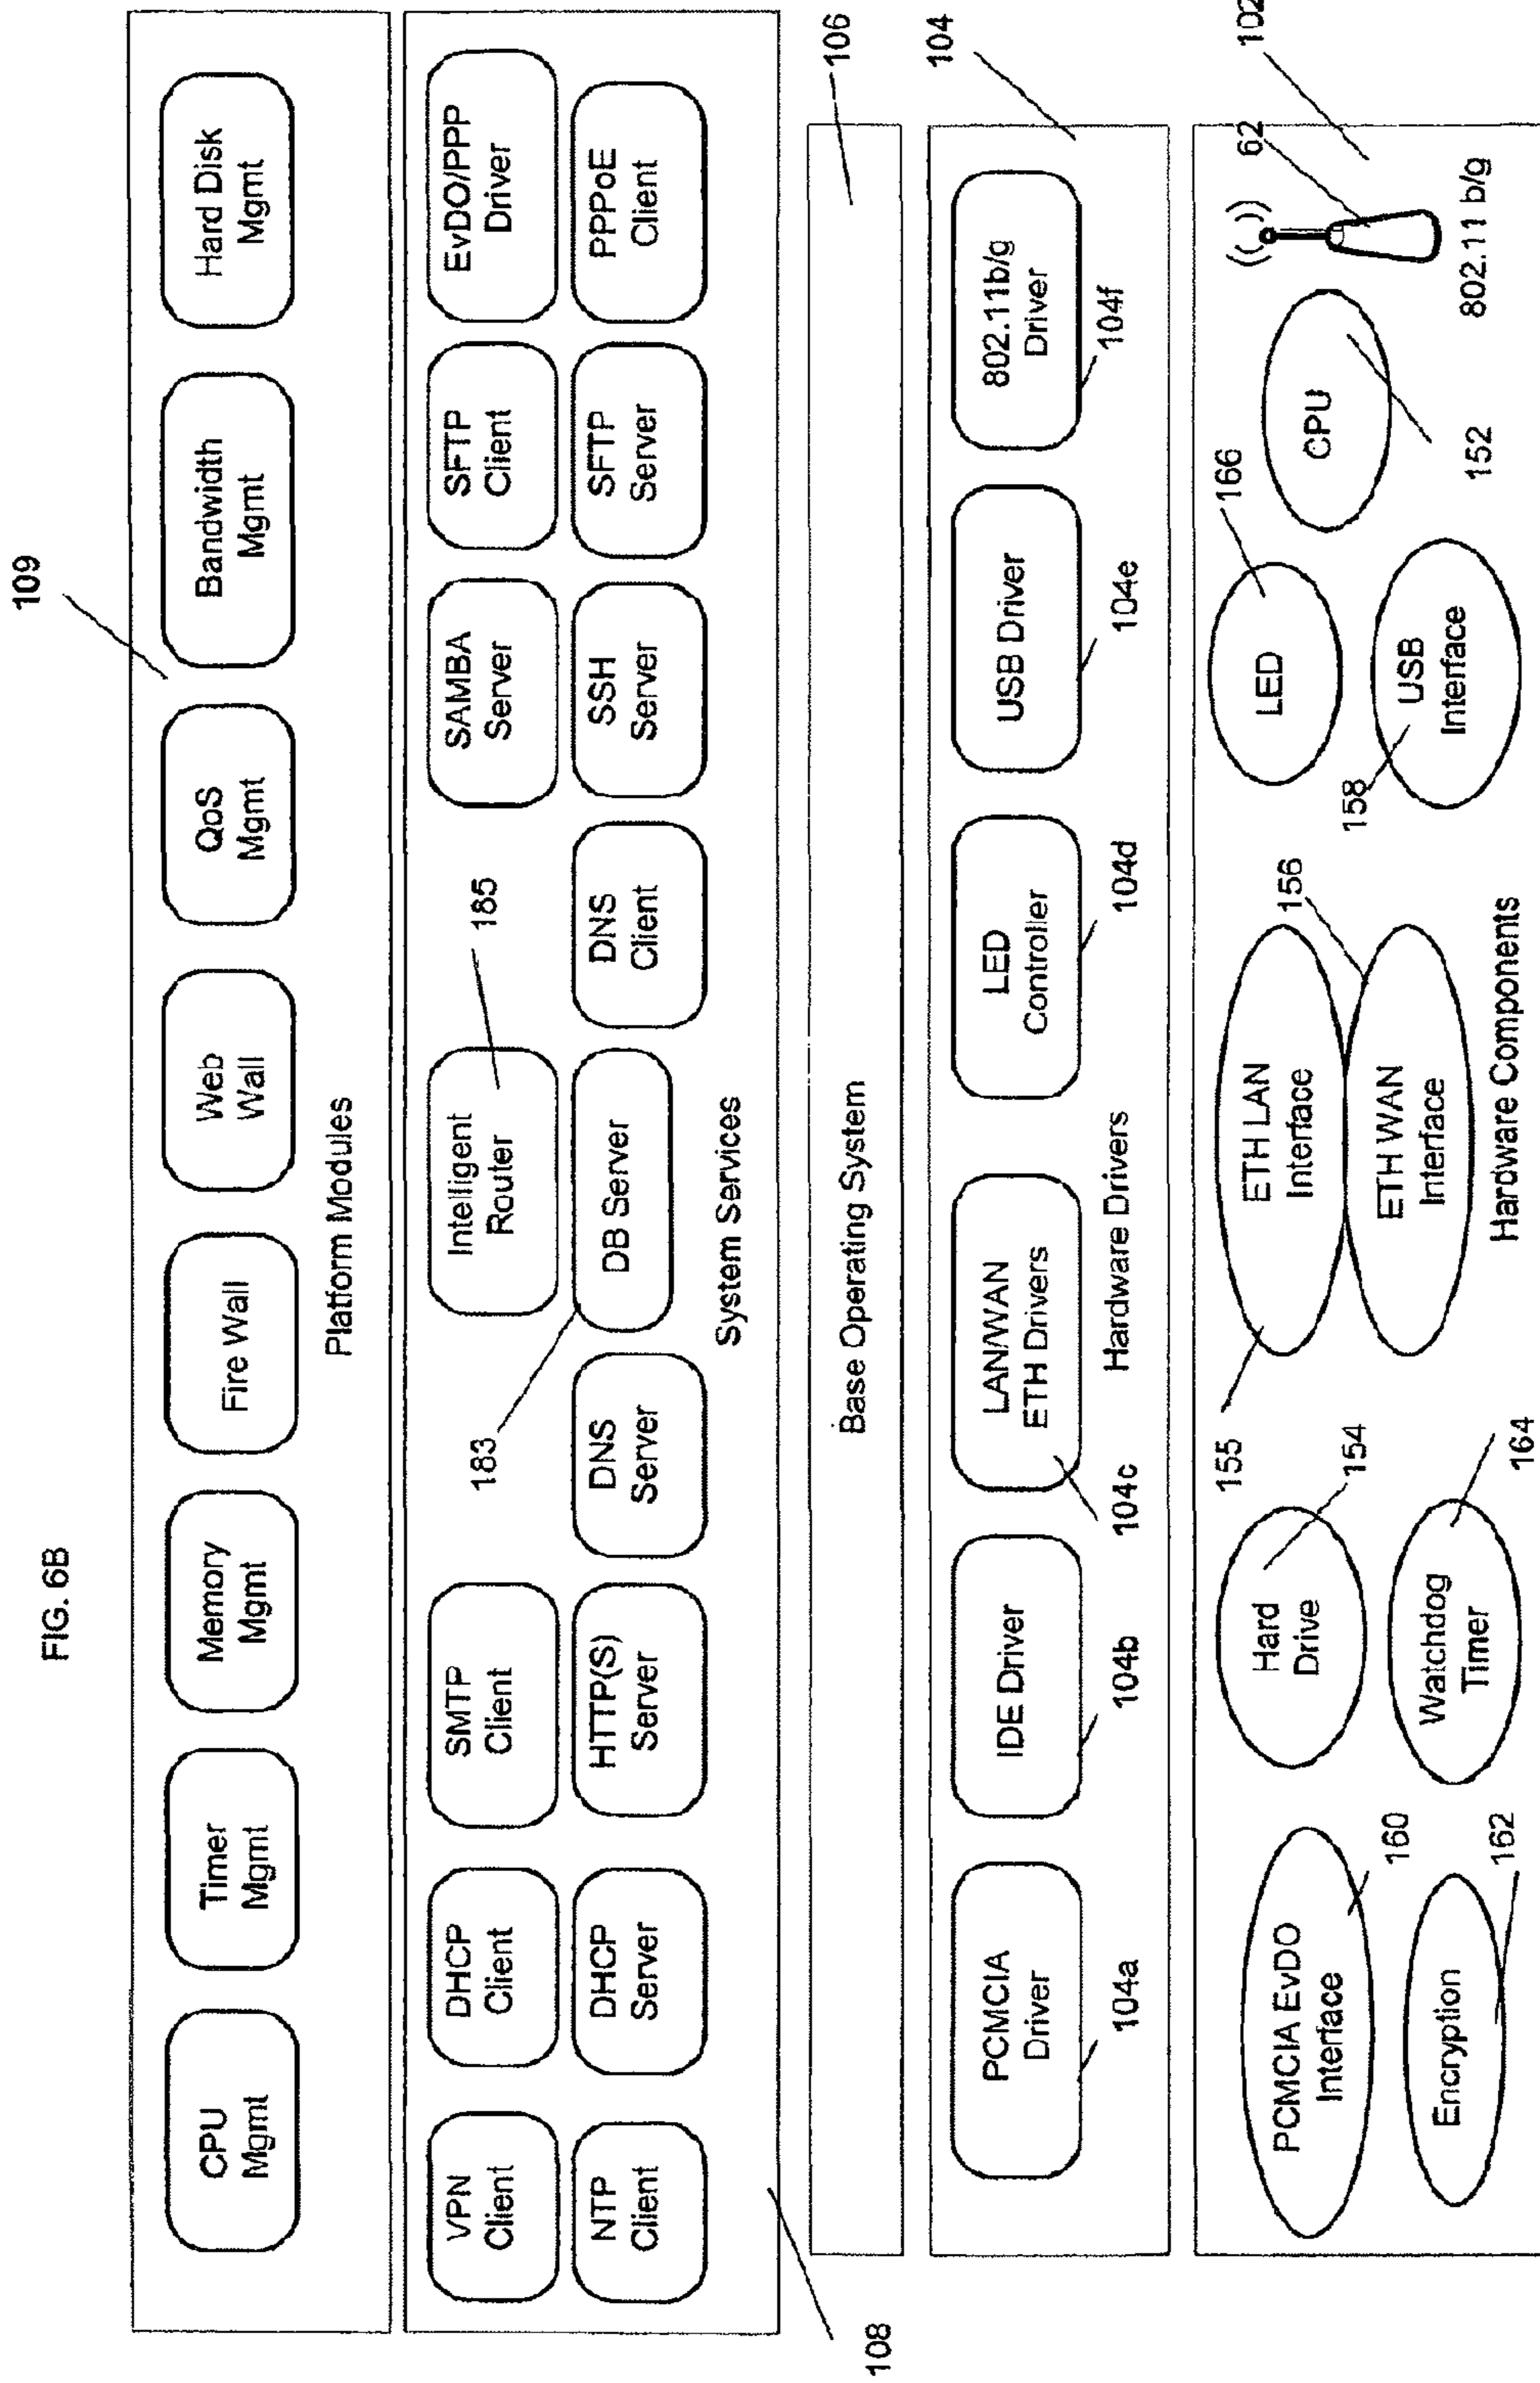 FIG. 6B
109
CPU
Mgmt
Timer
Mgmt
Memory
Mgmt
Fire Wall
Web
Wall
QoS
Mgmt
Bandwidth
Mgmt
Hard Disk
Mgmt
Platform Modules
VPN
Client
DHCP
Client
SMTP
Client
183
Intelligent
Router
185
SAMBA
Server
SFTP
Client
EvDO/PPP
Driver
NTP
Client
DHCP
Server
HTTP(S)
Server
DNS
Server
DB Server
DNS
Client
SSH
Server
SFTP
Server
PPPoE
Client
System Services
108
106
Base Operating System
104
PCMCIA
Driver
IDE Driver
LAN/WAN
ETH Drivers
LED
Controller
USB Driver
802.11b/g
Driver
Hardware Drivers
104a
104b
104c
104d
104e
104f
102
PCMCIA EvDO
Interface
160
Hard
Drive
154
155
ETH LAN
Interface
156
LED
166
CPU
152
62
802.11 b/g
Encryption
162
Watchdog
Timer
164
ETH WAN
Interface
158
USB
Interface
Hardware Components